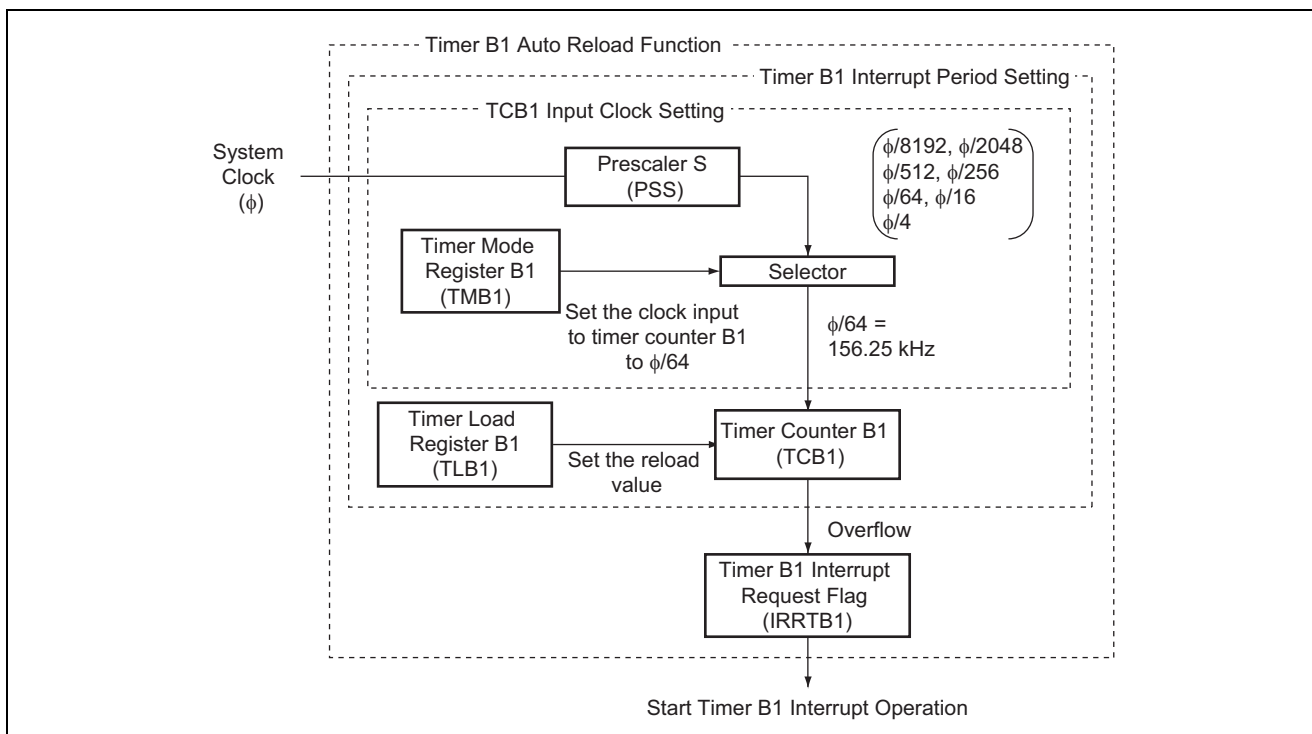 Timer B1 Auto Reload Function
Timer B1 Interrupt Period Setting
TCB1 Input Clock Setting
System
Clock
(ϕ)
Prescaler S
(PSS)
ϕ/8192, ϕ/2048
ϕ/512, ϕ/256
ϕ/64, ϕ/16
ϕ/4
Timer Mode
Register B1
(TMB1)
Selector
Set the clock input
to timer counter B1
to ϕ/64
ϕ/64 =
156.25 kHz
Timer Load
Register B1
(TLB1)
Set the reload
value
Timer Counter B1
(TCB1)
Overflow
Timer B1 Interrupt
Request Flag
(IRRTB1)
Start Timer B1 Interrupt Operation